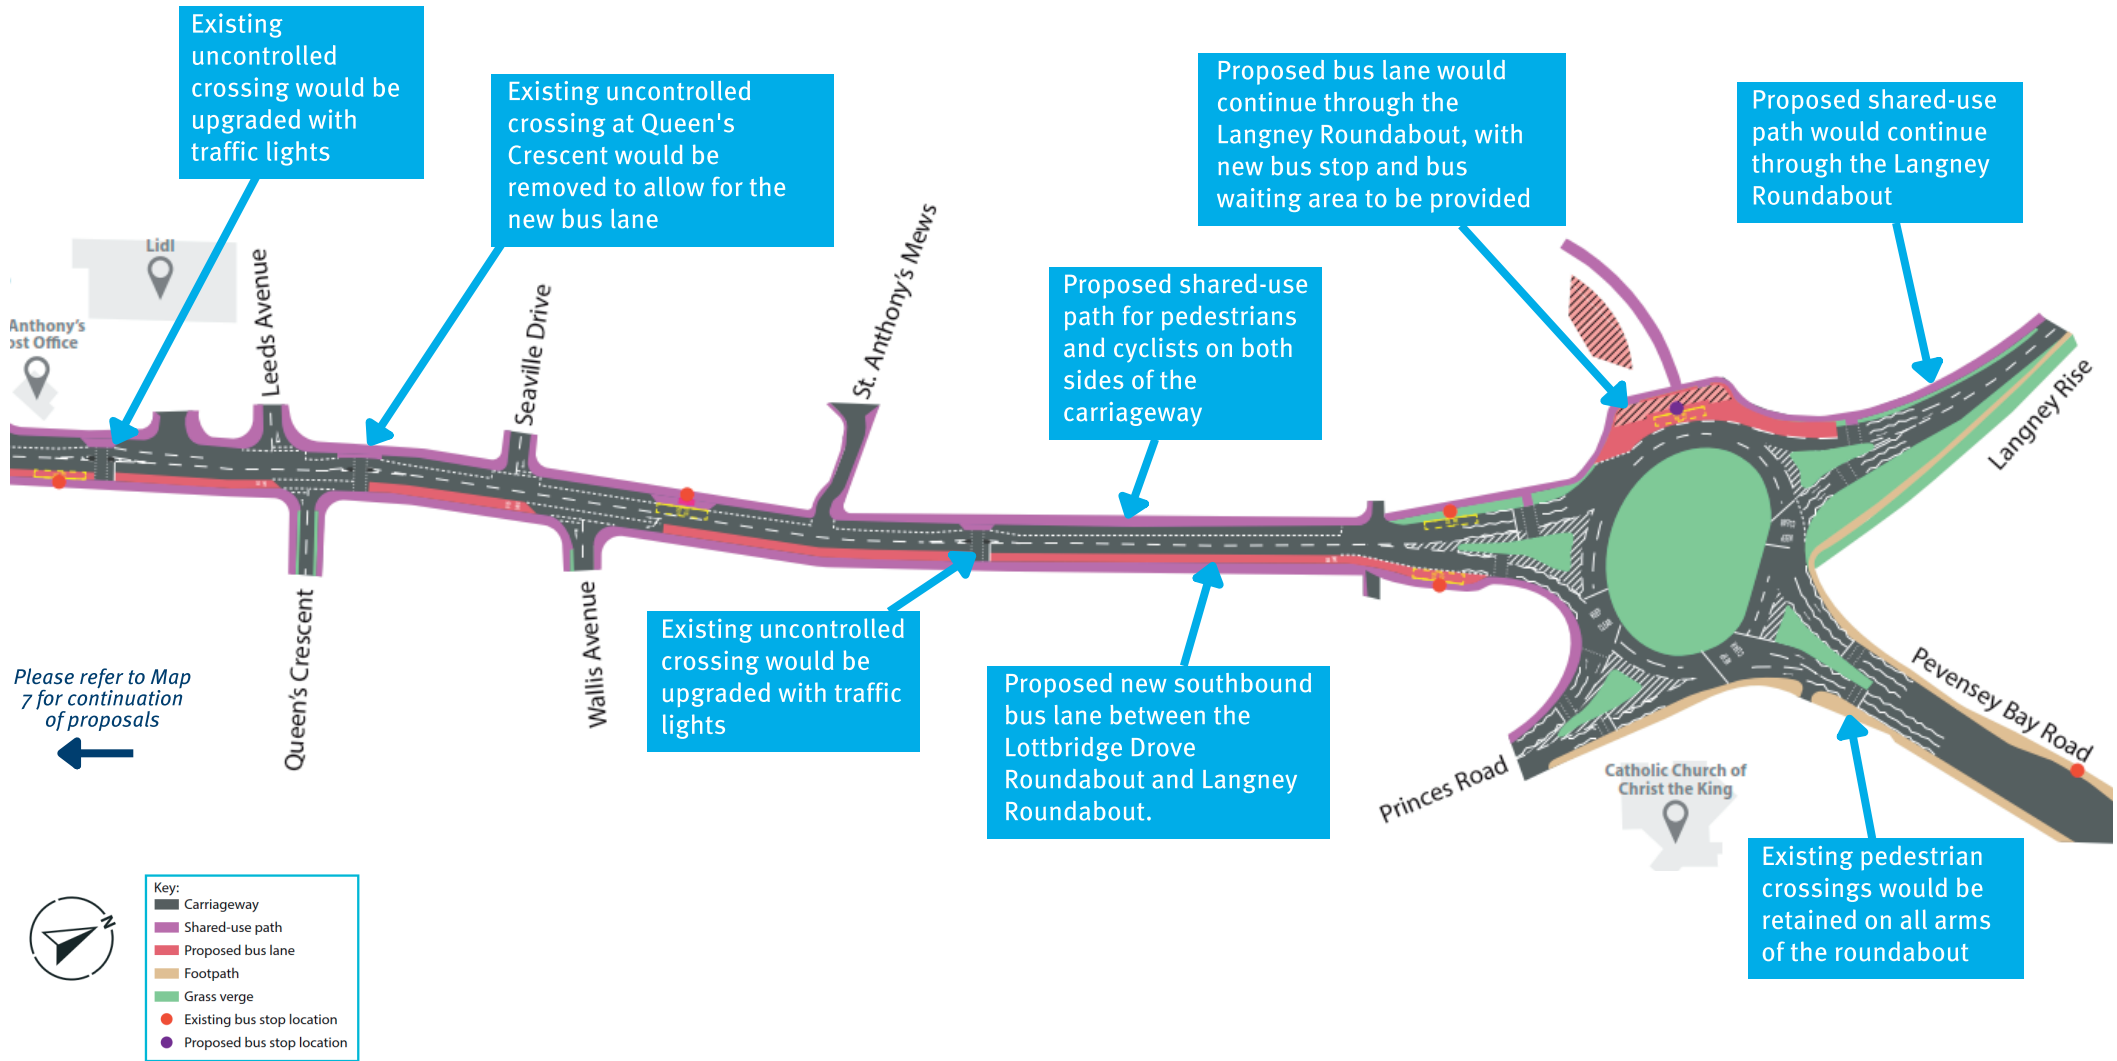 Existing
uncontrolled
crossing would be
upgraded with
traffic lights
Existing uncontrolled
crossing at Queen's
Crescent would be
removed to allow for the
new bus lane
Proposed bus lane would
continue through the
Langney Roundabout, with
new bus stop and bus
waiting area to be provided
Proposed shared-use
path would continue
through the Langney
Roundabout
Proposed shared-use
path for pedestrians
and cyclists on both
sides of the
carriageway
Lidl
Anthony's
ost Office
Leeds Avenue
Seaville Drive
St. Anthony's Mews
Langney Rise
Queen's Crescent
Wallis Avenue
Existing uncontrolled
crossing would be
upgraded with traffic
lights
Proposed new southbound
bus lane between the
Lottbridge Drove
Roundabout and Langney
Roundabout.
Princes Road
Pevensey Bay Road
Catholic Church of
Christ the King
Existing pedestrian
crossings would be
retained on all arms
of the roundabout
Please refer to Map
7 for continuation
of proposals
N
Key:
Carriageway
Shared-use path
Proposed bus lane
Footpath
Grass verge
Existing bus stop location
Proposed bus stop location